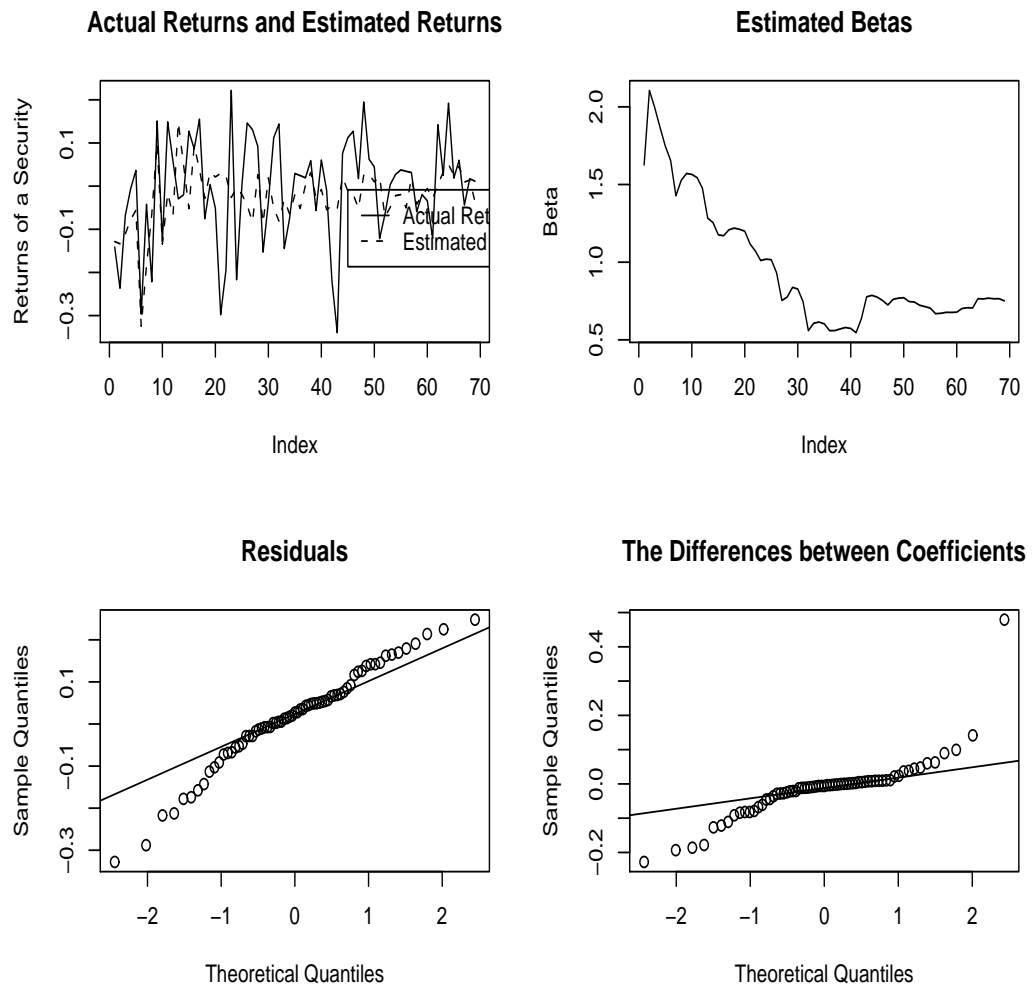 Actual Returns and Estimated Returns
Returns of a Security
0.1
−0.1
−0.3
0 10 20 30 40 50 60 70
Index
Actual Ret
Estimated
Estimated Betas
Beta
2.0
1.5
1.0
0.5
0 10 20 30 40 50 60 70
Index
Residuals
Sample Quantiles
0.1
−0.1
−0.3
−2 −1 0 1 2
Theoretical Quantiles
The Differences between Coefficients
Sample Quantiles
0.4
0.2
0.0
−0.2
−2 −1 0 1 2
Theoretical Quantiles